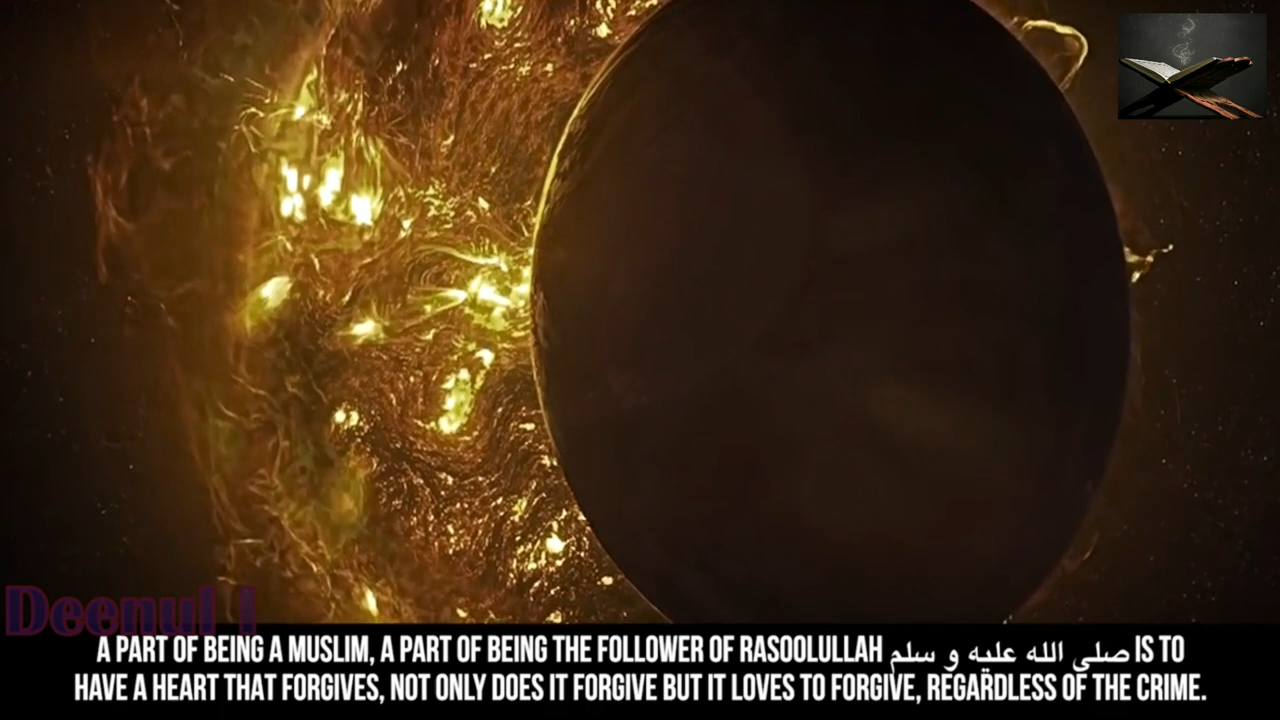 Deenul I
A PART OF BEING A MUSLIM, A PART OF BEING THE FOLLOWER OF RASOOLULLAH صلى الله عليه و سلم IS TO
HAVE A HEART THAT FORGIVES, NOT ONLY DOES IT FORGIVE BUT IT LOVES TO FORGIVE, REGARDLESS OF THE CRIME.